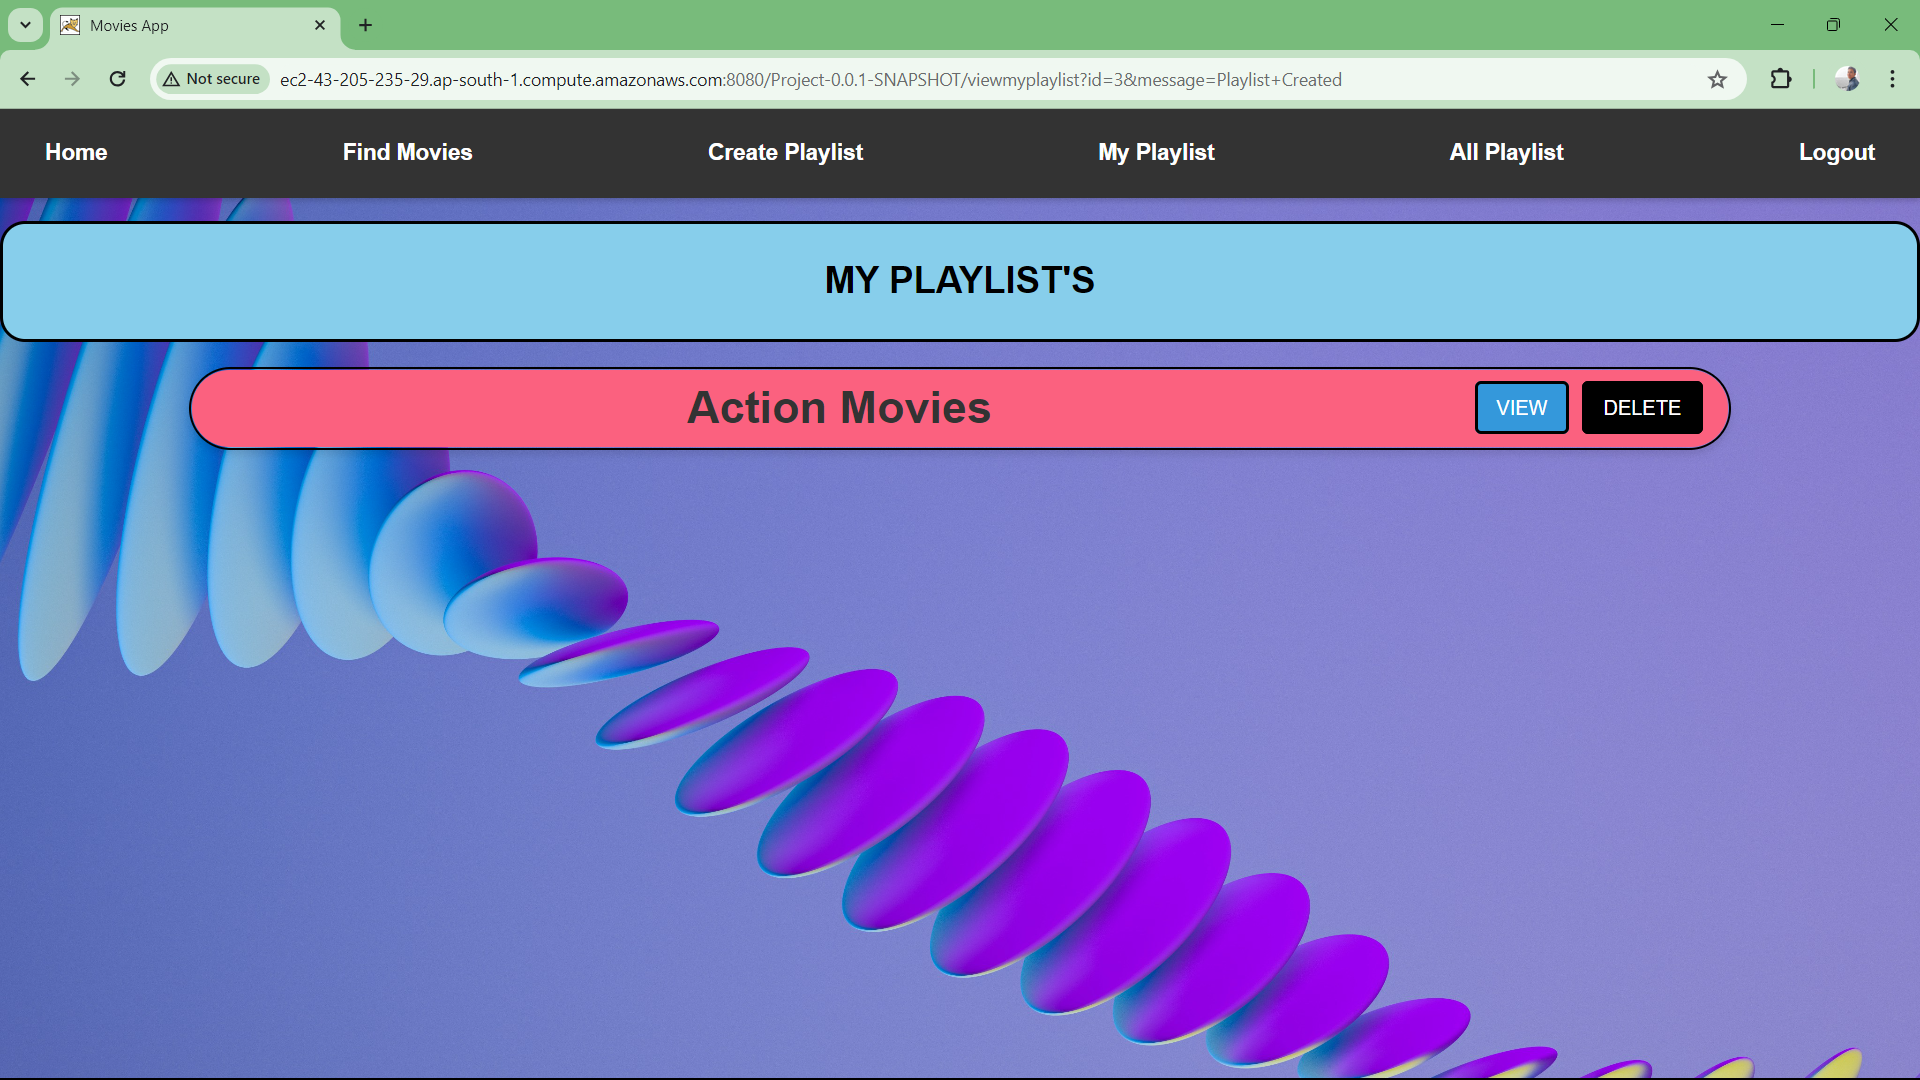 Movies App
Not secure
ec2-43-205-235-29.ap-south-1.compute.amazonaws.com:8080/Project-0.0.1-SNAPSHOT/viewmyplaylist?id=3&message=Playlist+Created
Home Find Movies Create Playlist My Playlist All Playlist Logout
MY PLAYLIST'S
Action Movies VIEW DELETE